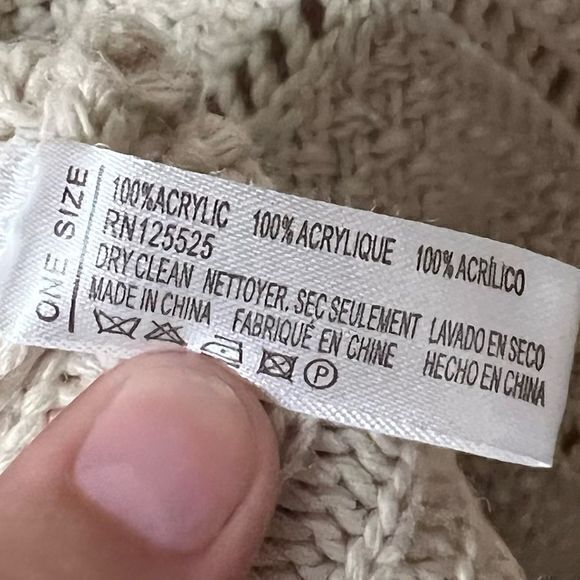 ONE SIZE
100%ACRYLIC 100%ACRYLIQUE 100%ACRÍLICO
RN125525
DRY CLEAN NETTOYER, SEC SEULEMENT LAVADO EN SECO
MADE IN CHINA FABRIQUÉ EN CHINE HECHO EN CHINA
P